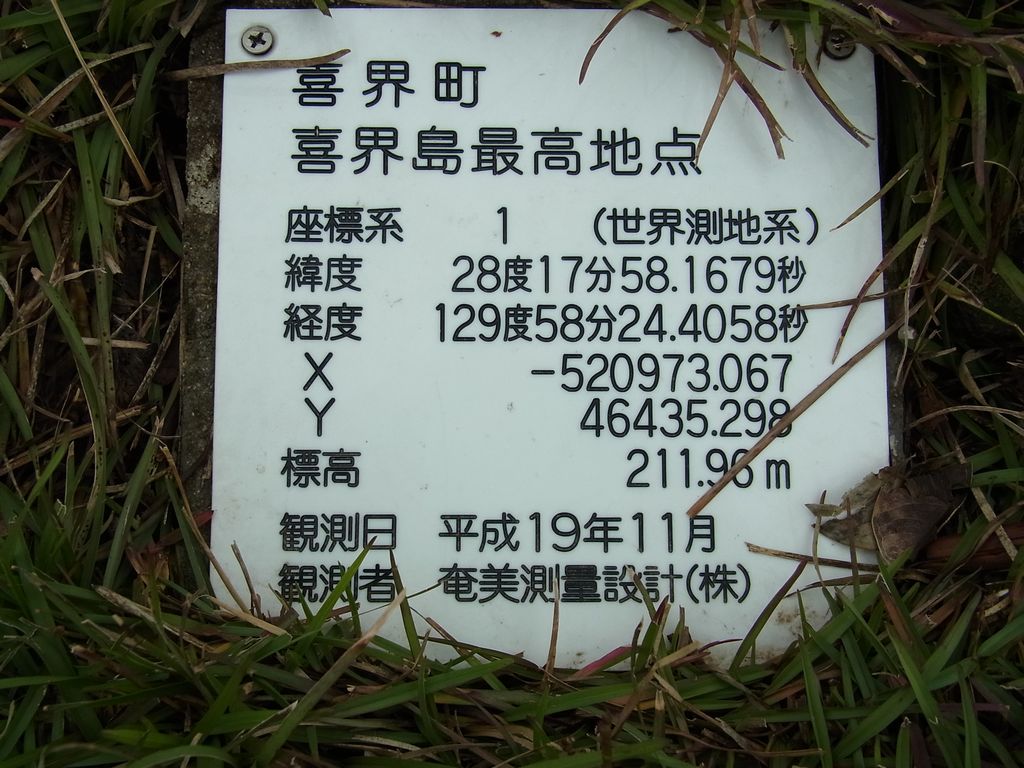 喜界町
喜界島最高地点
座標系 1 (世界測地系)
緯度 28度17分58.1679秒
経度 129度58分24.4058秒
X -520973.067
Y 46435.298
標高 211.96m
観測日 平成19年11月
観測者 奄美測量設計(株)